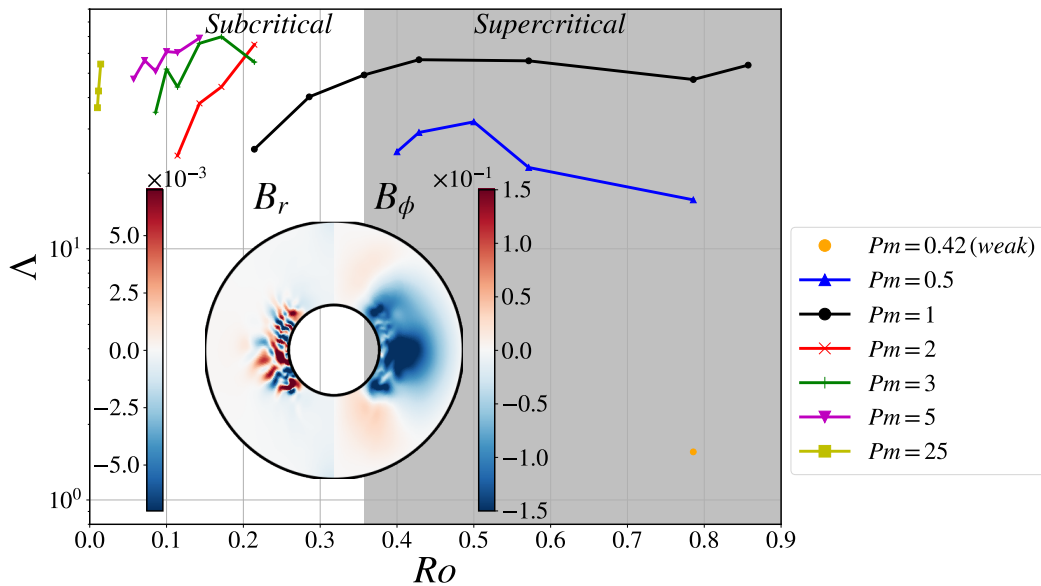 Subcritical
Supercritical
×10⁻³
×10⁻¹
B_r
B_ϕ
5.0
2.5
0.0
−2.5
−5.0
1.5
1.0
0.5
0.0
−0.5
−1.0
−1.5
Λ
10¹
10⁰
0.0 0.1 0.2 0.3 0.4 0.5 0.6 0.7 0.8 0.9
Ro
Pm = 0.42 (weak)
Pm = 0.5
Pm = 1
Pm = 2
Pm = 3
Pm = 5
Pm = 25